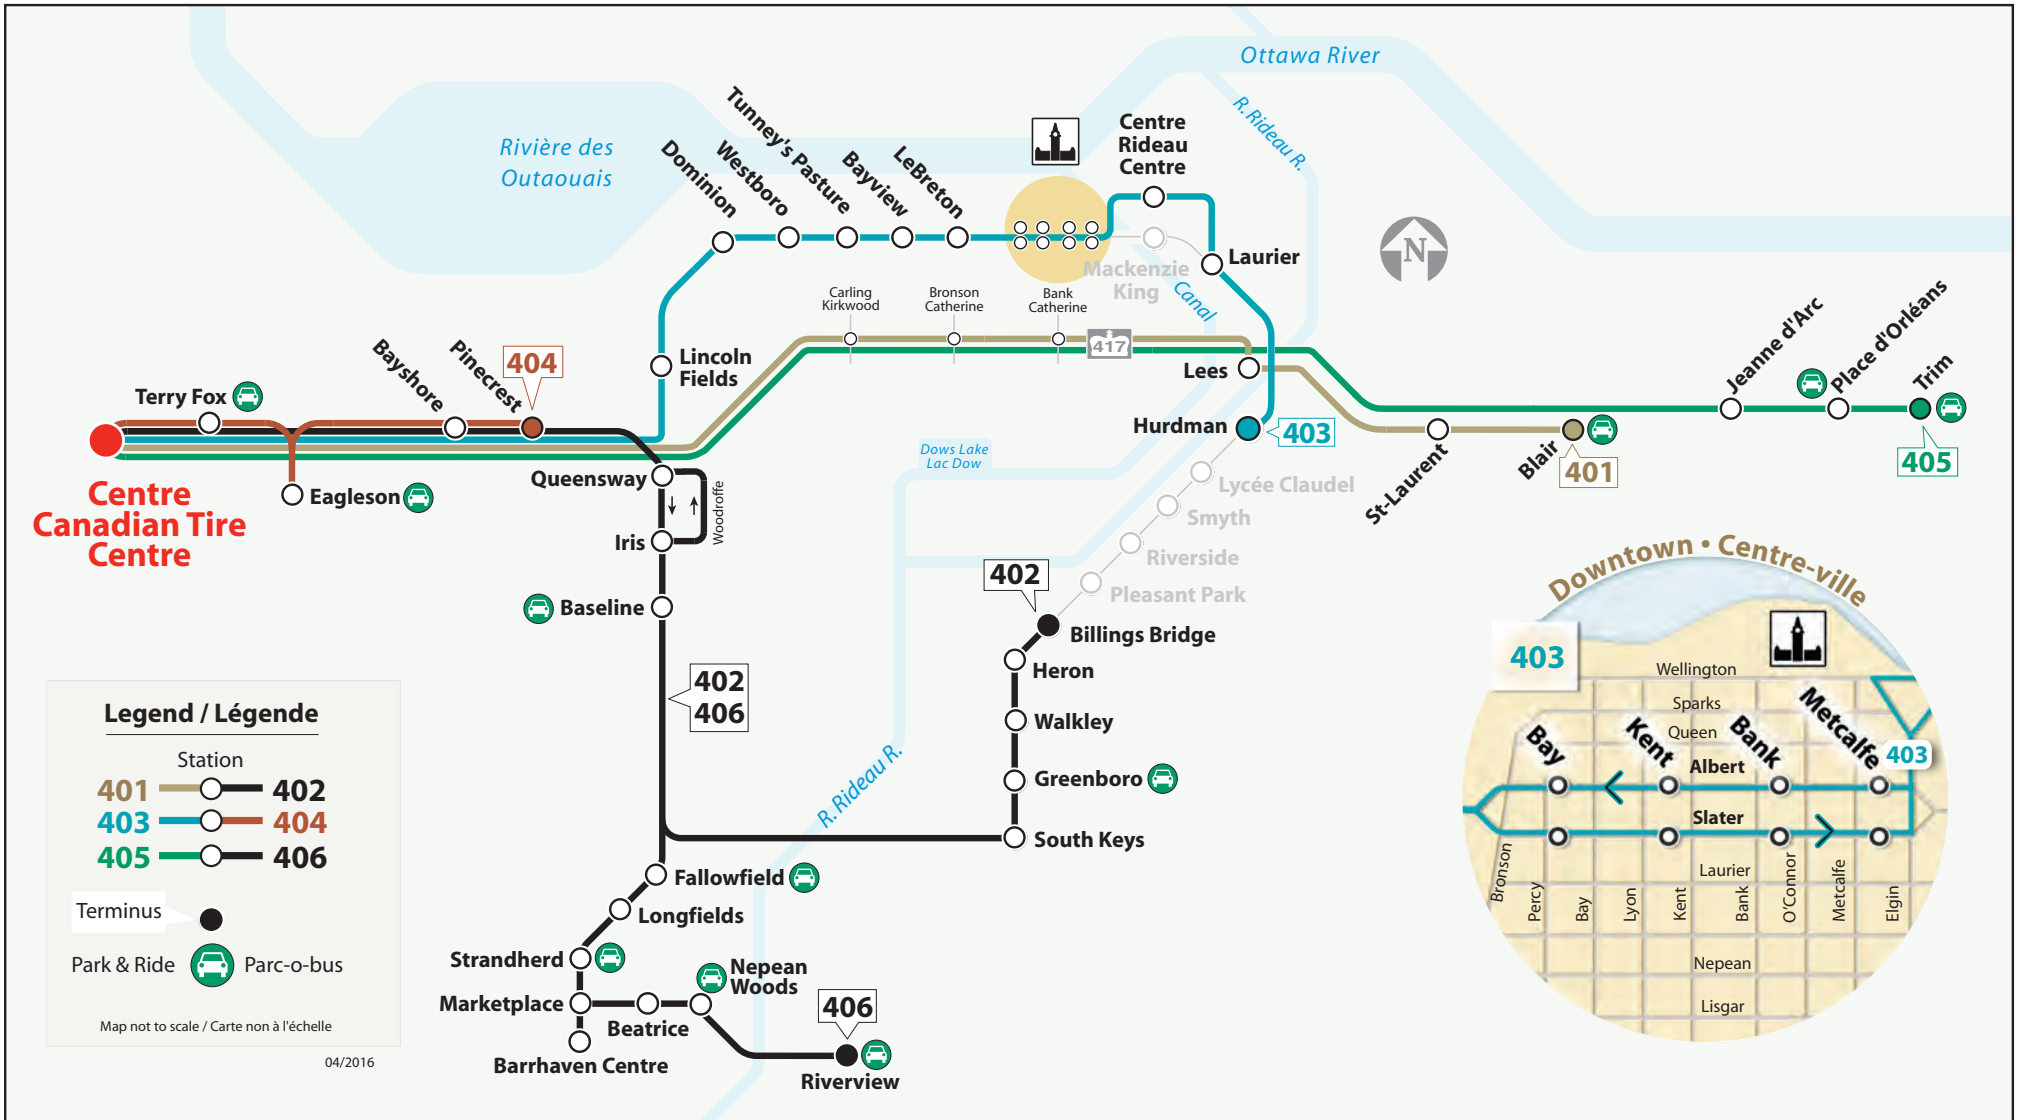 Ottawa River
R. Rideau R.
Rivière des
Outaouais
Dominion
Westboro
Tunney's Pasture
Bayview
LeBreton
Centre
Rideau
Centre
Mackenzie
King
Canal
Laurier
N
Carling
Kirkwood
Bronson
Catherine
Bank
Catherine
417
Lees
Lincoln
Fields
Terry Fox
Bayshore
Pinecrest
404
Centre
Canadian Tire
Centre
Eagleson
Hurdman
403
Jeanne d'Arc
Place d'Orléans
Trim
405
St-Laurent
Blair
401
Dows Lake
Lac Dow
Queensway
Woodroffe
Iris
Baseline
402
406
Lycée Claudel
Smyth
Riverside
Pleasant Park
402
Billings Bridge
Heron
Walkley
Greenboro
South Keys
R. Rideau R.
Fallowfield
Longfields
Strandherd
Marketplace
Beatrice
Nepean
Woods
Barrhaven Centre
406
Riverview
Legend / Légende
Station
401 402
403 404
405 406
Terminus
Park & Ride Parc-o-bus
Map not to scale / Carte non à l'échelle
04/2016
Downtown • Centre-ville
403
Wellington
Sparks
Queen
Bay
Kent
Bank
Metcalfe
403
Albert
Slater
Laurier
Bronson
Percy
Bay
Lyon
Kent
Bank
O'Connor
Metcalfe
Elgin
Nepean
Lisgar